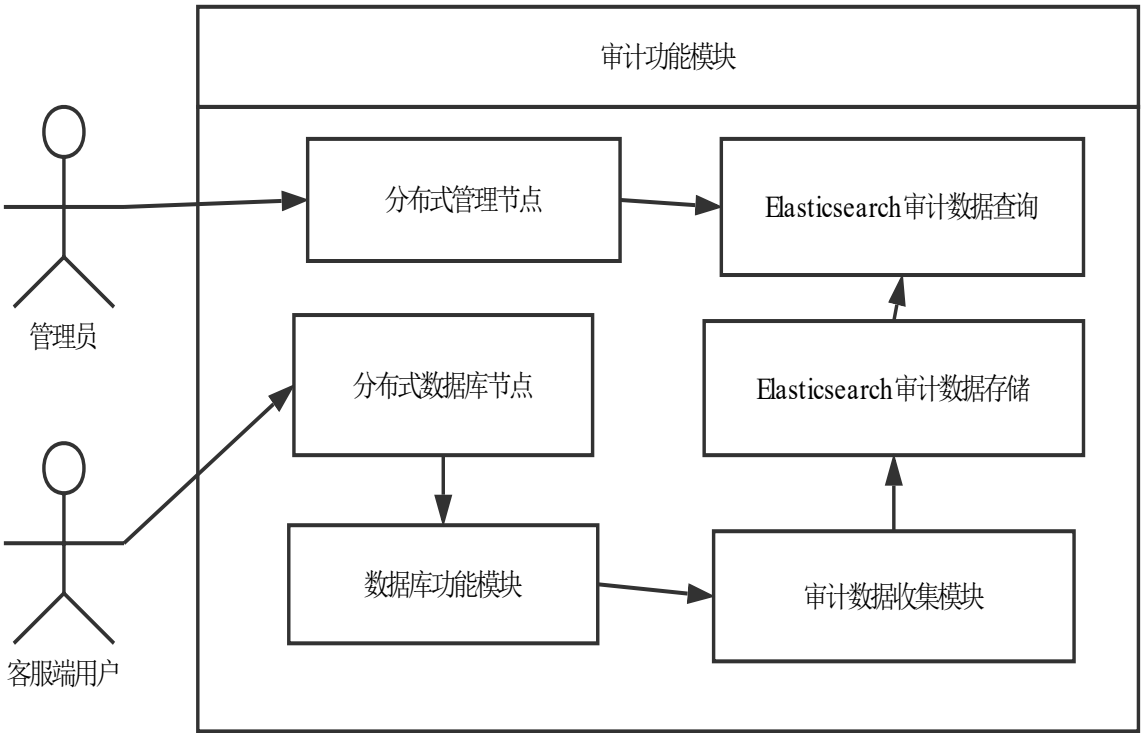 审计功能模块
分布式管理节点
Elasticsearch审计数据查询
管理员
分布式数据库节点
Elasticsearch审计数据存储
数据库功能模块
审计数据收集模块
客服端用户